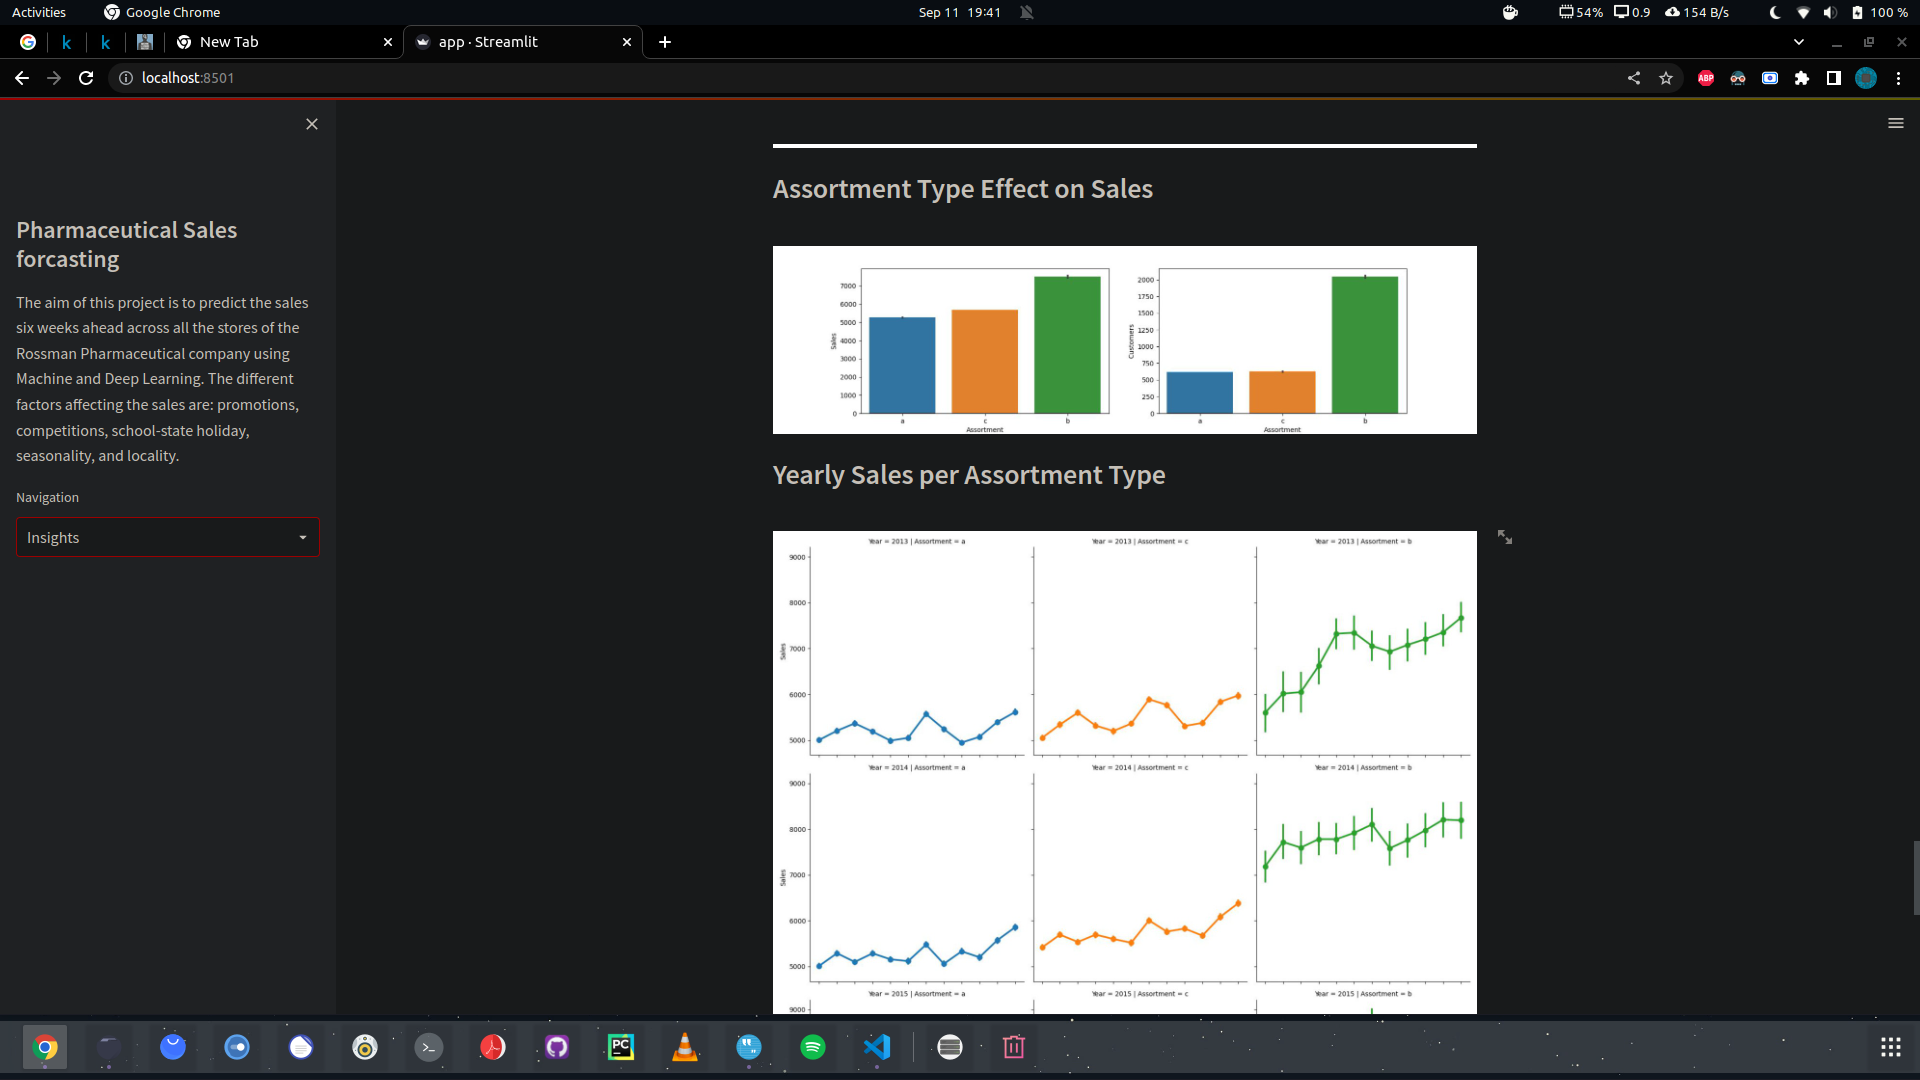 Activities
Google Chrome
Sep 11 19:41
54%
0.9
154 B/s
100 %
New Tab
app · Streamlit
localhost:8501
ABP
Pharmaceutical Sales
forcasting
The aim of this project is to predict the sales
six weeks ahead across all the stores of the
Rossman Pharmaceutical company using
Machine and Deep Learning. The different
factors affecting the sales are: promotions,
competitions, school-state holiday,
seasonality, and locality.
Navigation
Insights
Assortment Type Effect on Sales
7000
6000
5000
4000
3000
2000
1000
0
Sales
a
c
b
Assortment
2000
1750
1500
1250
1000
750
500
250
0
Customers
a
c
b
Assortment
Yearly Sales per Assortment Type
Year = 2013 | Assortment = a
Year = 2013 | Assortment = c
Year = 2013 | Assortment = b
9000
8000
7000
6000
5000
Sales
Year = 2014 | Assortment = a
Year = 2014 | Assortment = c
Year = 2014 | Assortment = b
9000
8000
7000
6000
5000
Sales
Year = 2015 | Assortment = a
Year = 2015 | Assortment = c
Year = 2015 | Assortment = b
9000
PC